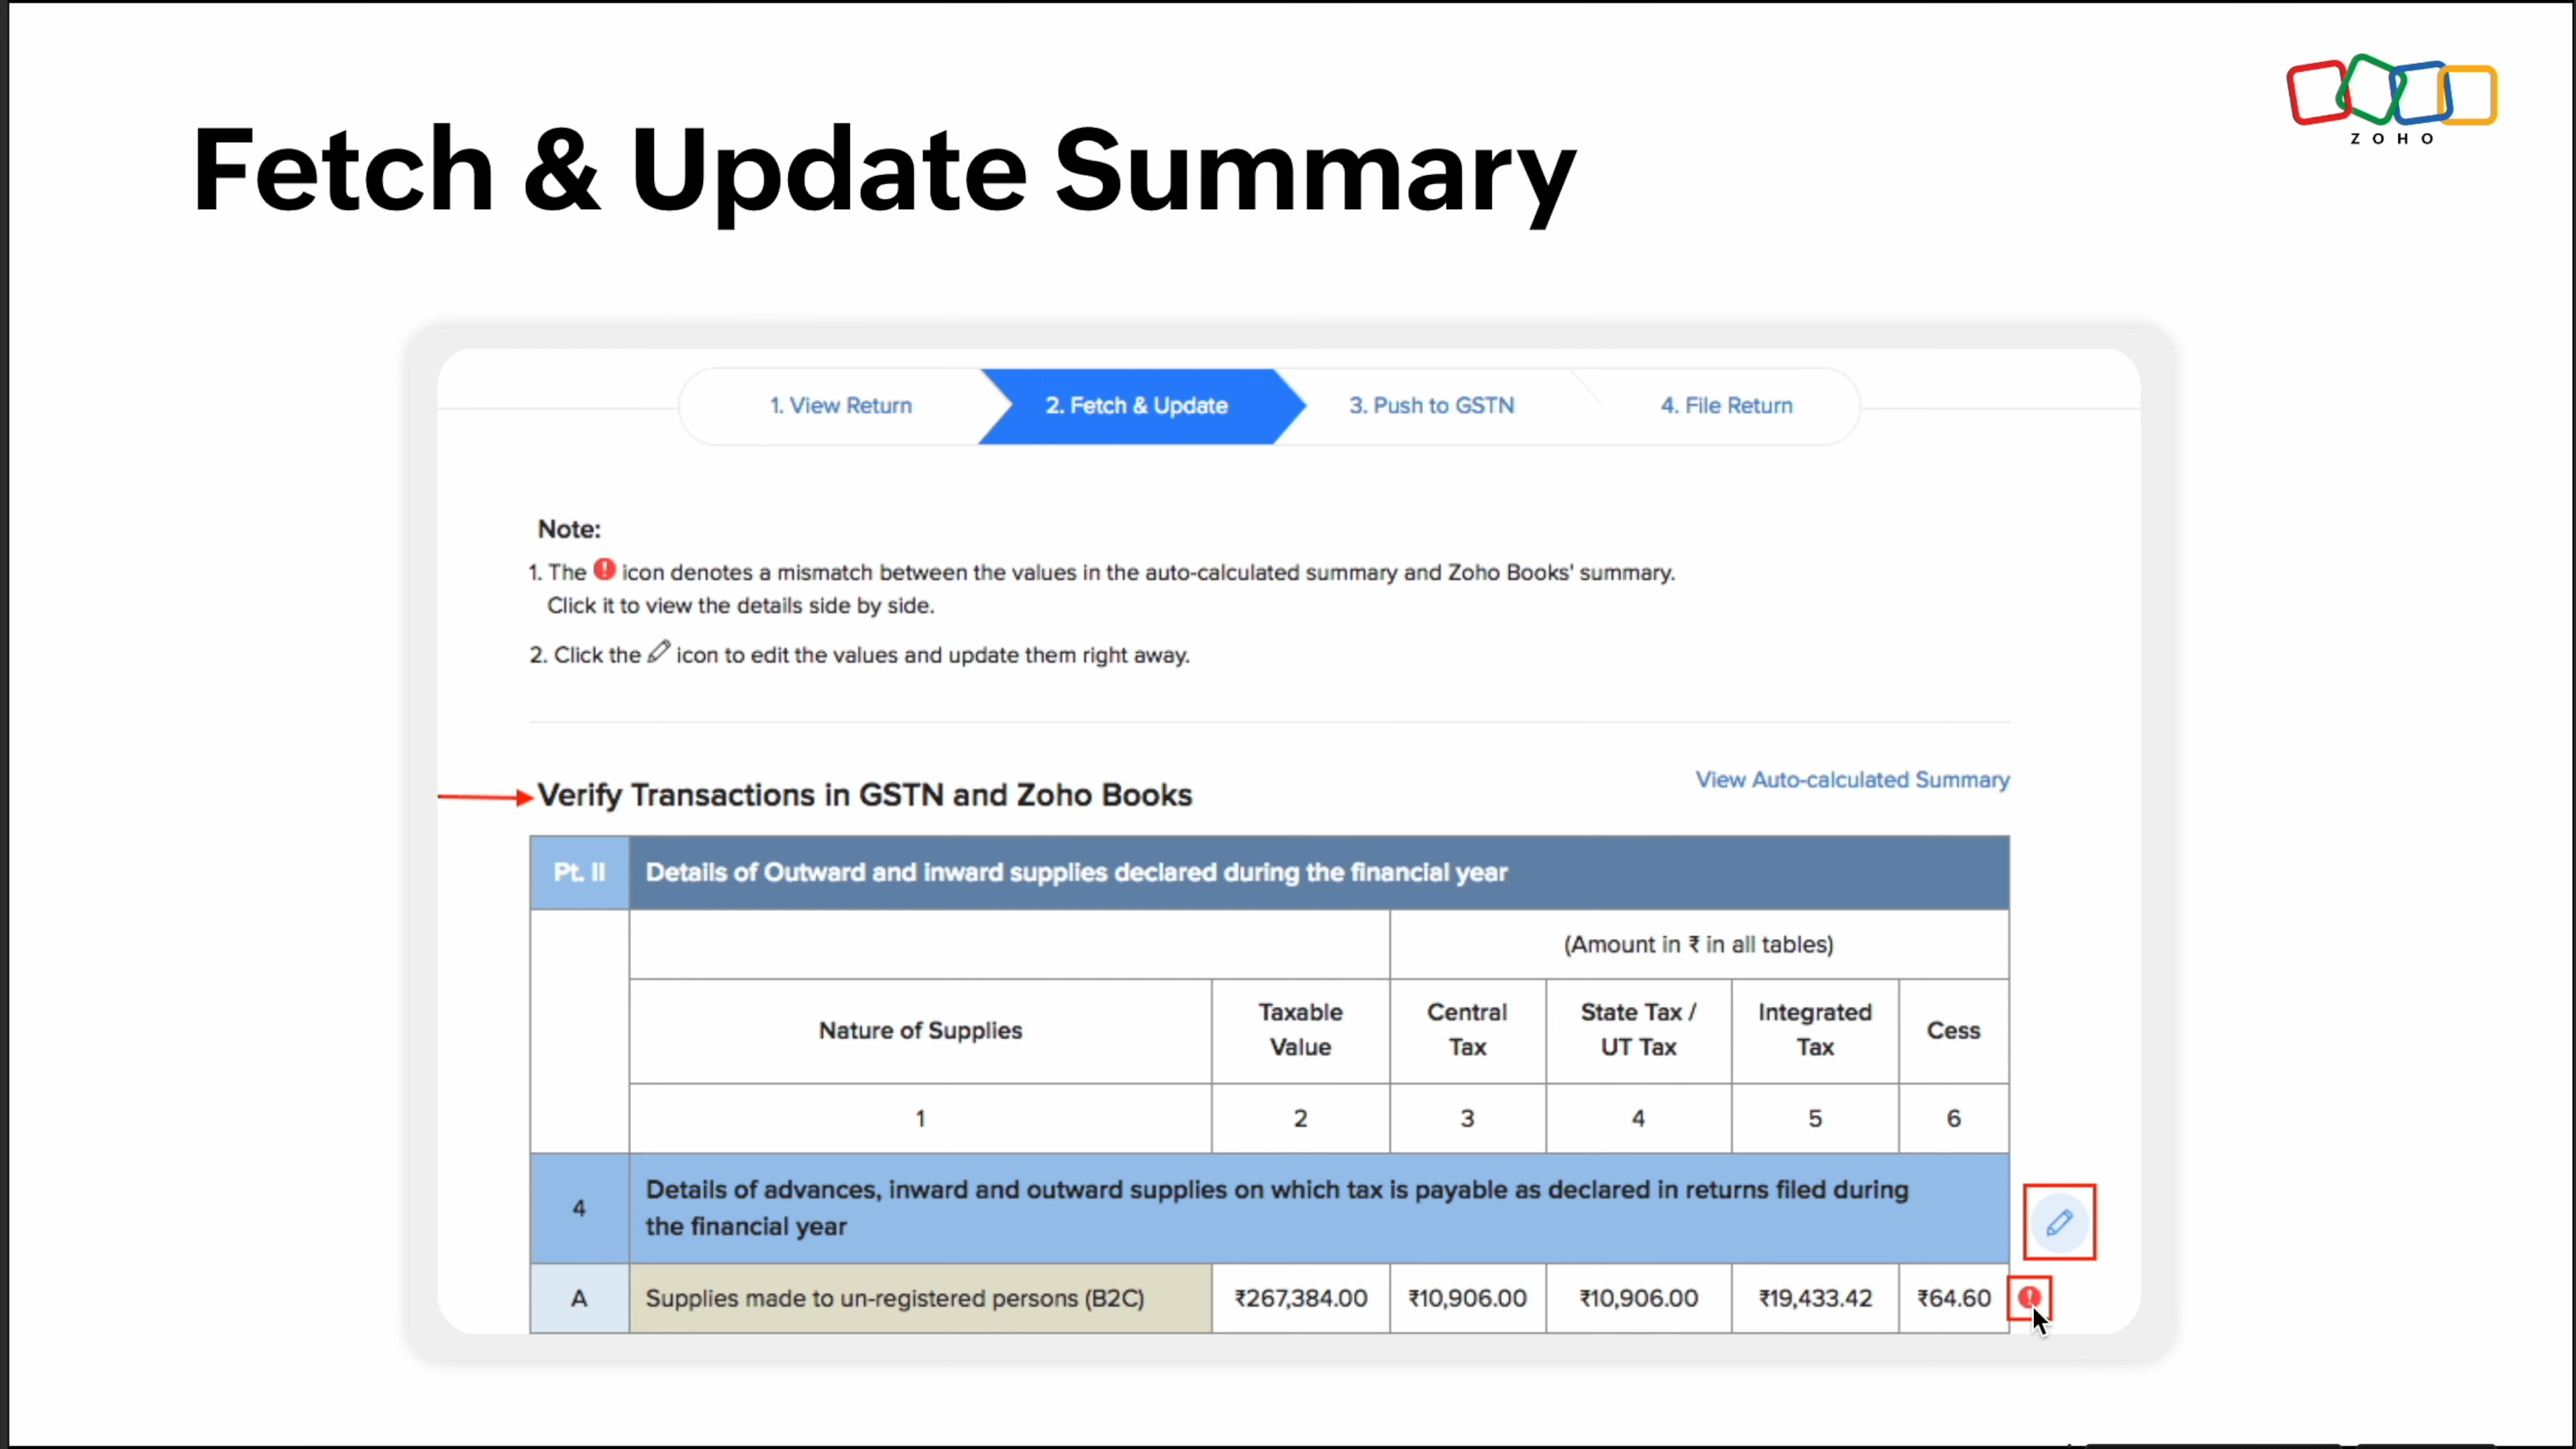 ZOHO
Fetch & Update Summary
1. View Return
2. Fetch & Update
3. Push to GSTN
4. File Return
Note:
1. The ! icon denotes a mismatch between the values in the auto-calculated summary and Zoho Books' summary.
Click it to view the details side by side.
2. Click the icon to edit the values and update them right away.
View Auto-calculated Summary
Verify Transactions in GSTN and Zoho Books
Pt. II Details of Outward and inward supplies declared during the financial year
(Amount in ₹ in all tables)
Nature of Supplies
Taxable
Value
Central
Tax
State Tax /
UT Tax
Integrated
Tax
Cess
1 2 3 4 5 6
4
Details of advances, inward and outward supplies on which tax is payable as declared in returns filed during
the financial year
A Supplies made to un-registered persons (B2C) ₹267,384.00 ₹10,906.00 ₹10,906.00 ₹19,433.42 ₹64.60 !